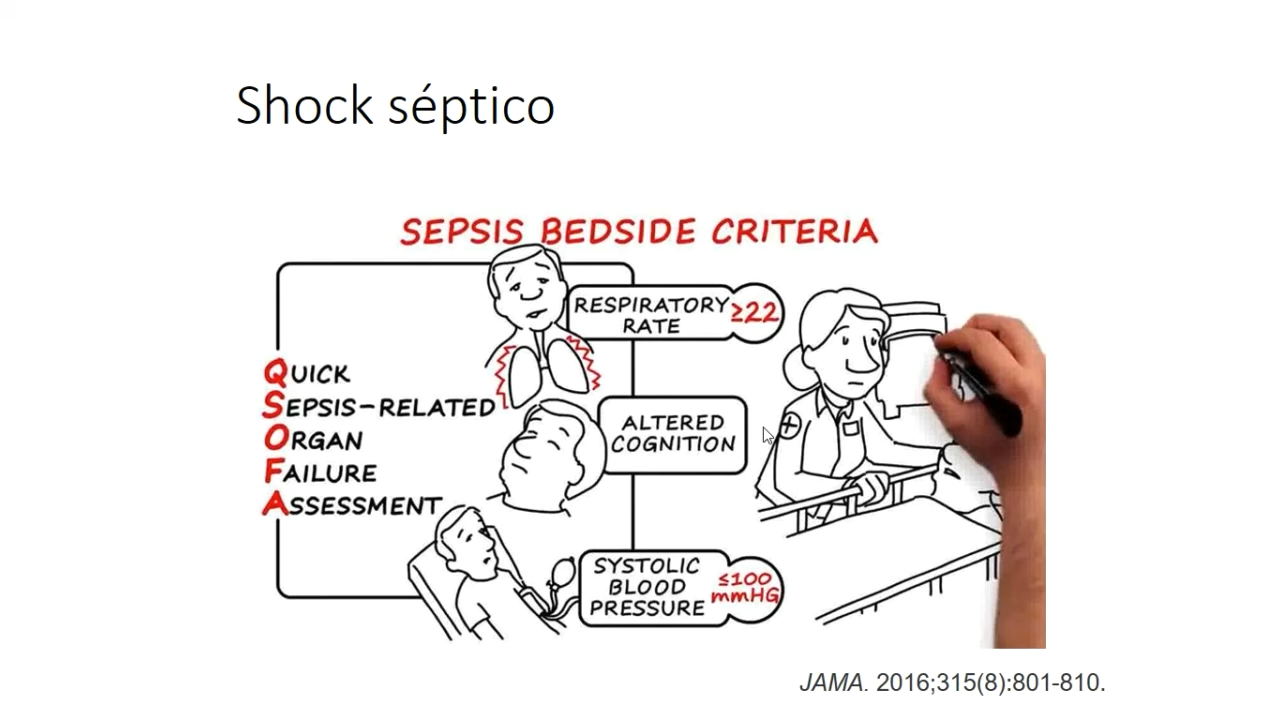 Shock séptico
SEPSIS BEDSIDE CRITERIA
RESPIRATORY
RATE
≥22
QUICK
SEPSIS-RELATED
ORGAN
FAILURE
ASSESSMENT
ALTERED
COGNITION
SYSTOLIC
BLOOD
PRESSURE
≤100
mmHG
JAMA. 2016;315(8):801-810.